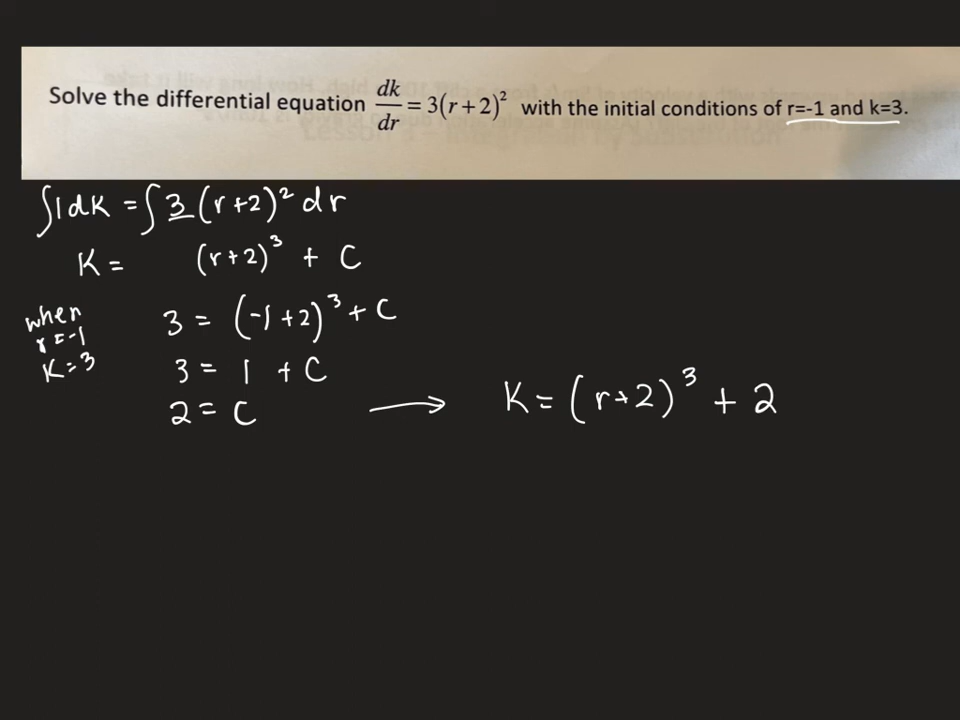 Solve the differential equation dk/dr = 3(r+2)² with the initial conditions of r=-1 and k=3.
∫1dK = ∫3(r+2)² dr
K = (r+2)³ + C
when r=-1 K=3
3 = (-1+2)³ + C
3 = 1 + C
2 = C → K = (r+2)³ + 2